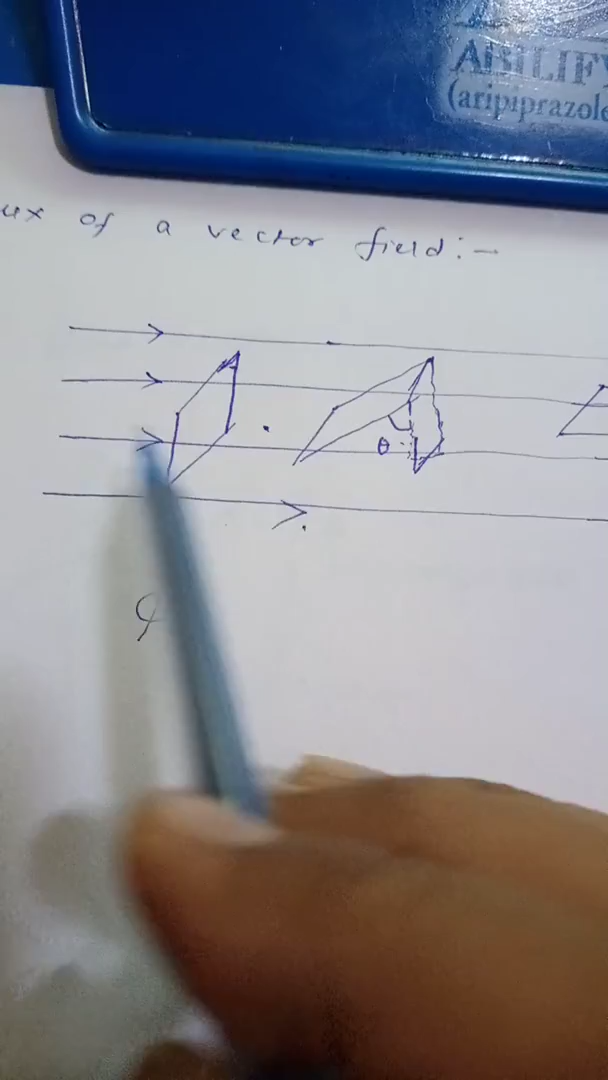 ABILIFY
(aripiprazole
ux of a vector field:-
θ
φ